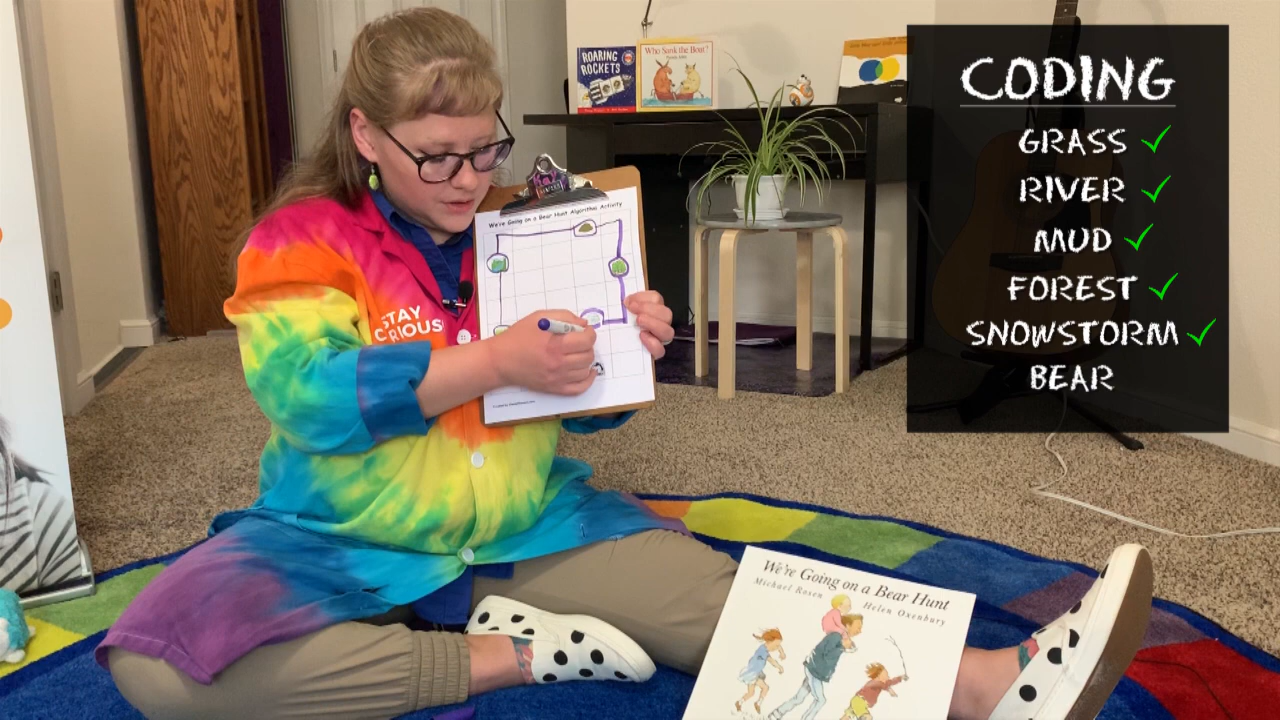 ROARING
ROCKETS
Who Sank the Boat?
CODING
GRASS
RIVER
MUD
FOREST
SNOWSTORM
BEAR
We're Going on a Bear Hunt Algorithm Activity
STAY
CURIOUS
We're Going on a Bear Hunt
Michael Rosen Helen Oxenbury